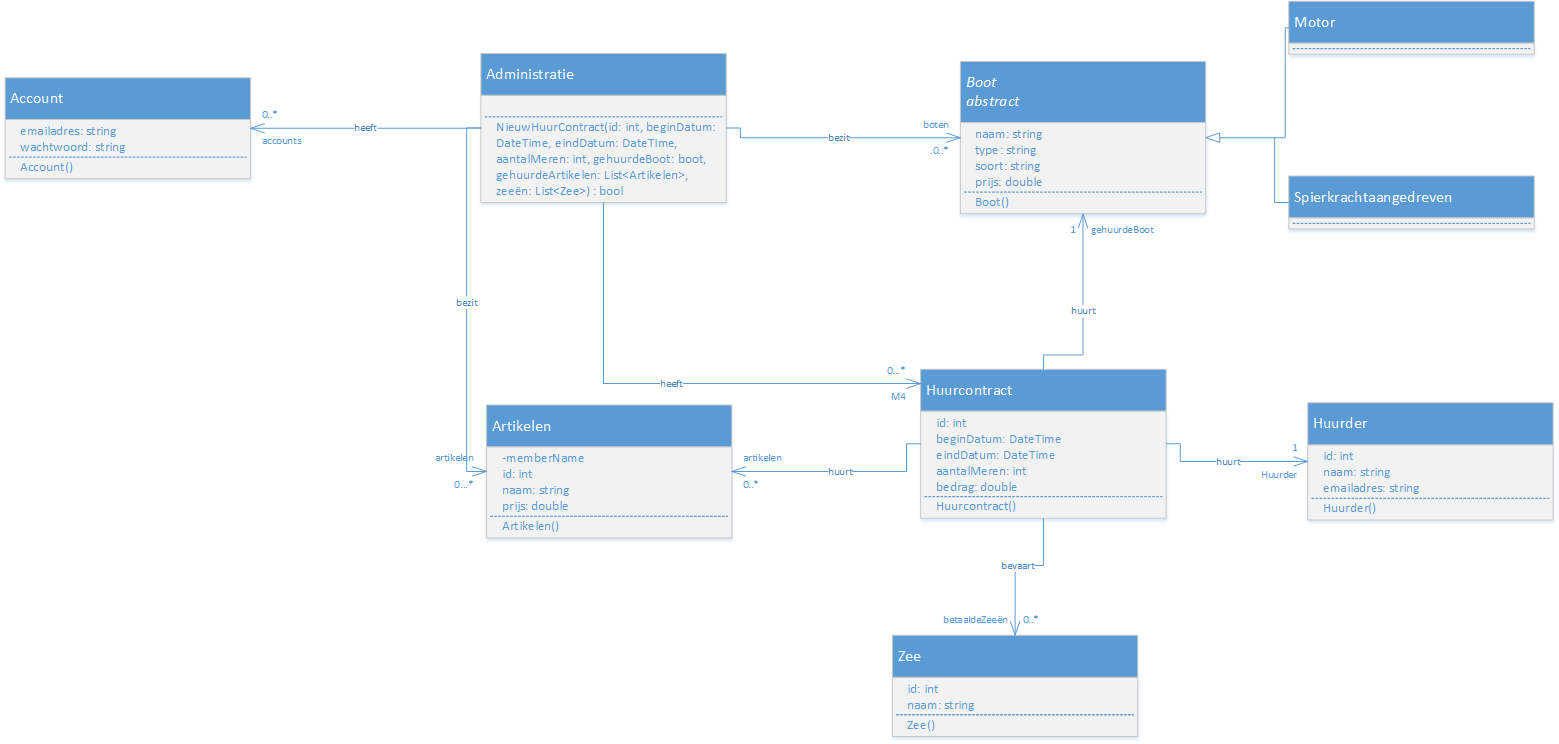 Account
emailadres: string
wachtwoord: string
Account()
0..*
accounts
heeft
Administratie
NieuwHuurContract(id: int, beginDatum:
DateTime, eindDatum: DateTIme,
aantalMeren: int, gehuurdeBoot: boot,
gehuurdeArtikelen: List<Artikelen>,
zeeën: List<Zee>) : bool
bezit
boten
.0..*
Boot
abstract
naam: string
type: string
soort: string
prijs: double
Boot()
Motor
Spierkrachtaangedreven
1
gehuurdeBoot
huurt
bezit
heeft
0...*
M4
Huurcontract
id: int
beginDatum: DateTime
eindDatum: DateTime
aantalMeren: int
bedrag: double
Huurcontract()
artikelen
0...*
Artikelen
-memberName
id: int
naam: string
prijs: double
Artikelen()
artikelen
0..*
huurt
huurt
1
Huurder
Huurder
id: int
naam: string
emailadres: string
Huurder()
bevaart
betaaldeZeeën
0..*
Zee
id: int
naam: string
Zee()